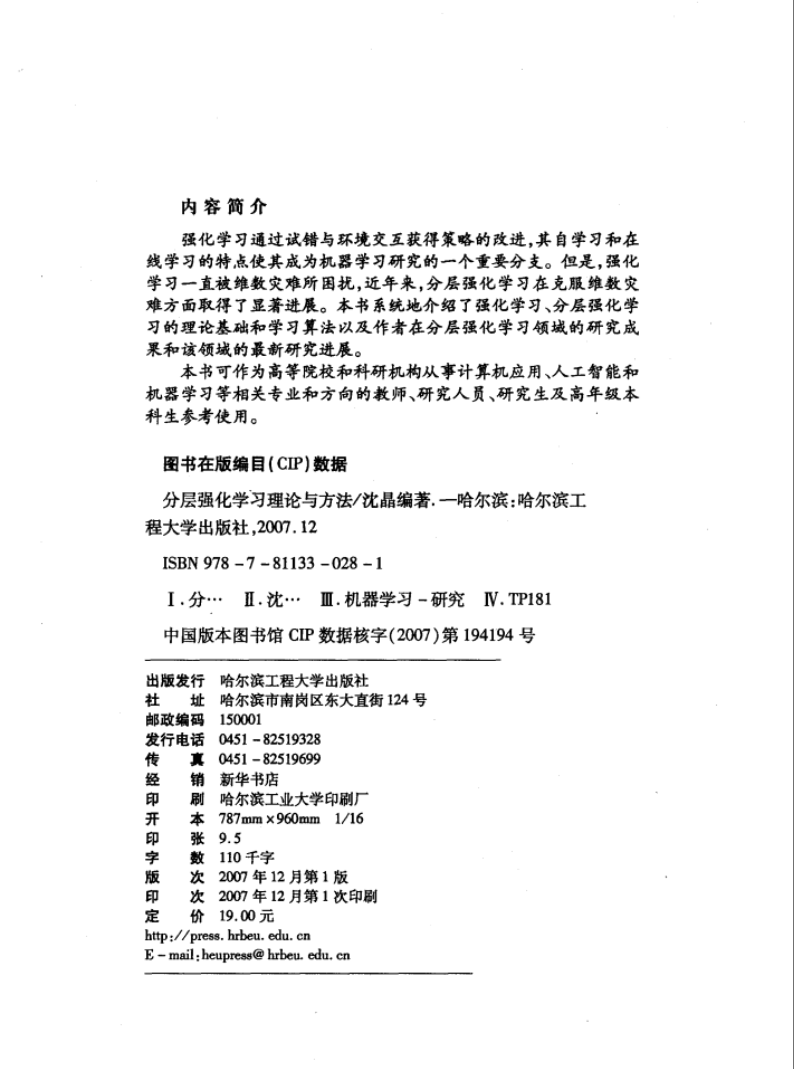 内容简介
强化学习通过试错与环境交互获得策略的改进,其自学习和在
线学习的特点使其成为机器学习研究的一个重要分支。但是,强化
学习一直被维数灾难所困扰,近年来,分层强化学习在克服维数灾
难方面取得了显著进展。本书系统地介绍了强化学习、分层强化学
习的理论基础和学习算法以及作者在分层强化学习领域的研究成
果和该领域的最新研究进展。
本书可作为高等院校和科研机构从事计算机应用、人工智能和
机器学习等相关专业和方向的教师、研究人员、研究生及高年级本
科生参考使用。
图书在版编目(CIP)数据
分层强化学习理论与方法/沈晶编著.—哈尔滨:哈尔滨工
程大学出版社,2007.12
ISBN 978-7-81133-028-1
Ⅰ.分… Ⅱ.沈… Ⅲ.机器学习-研究 Ⅳ.TP181
中国版本图书馆CIP数据核字(2007)第194194号
出版发行 哈尔滨工程大学出版社
社 址 哈尔滨市南岗区东大直街124号
邮政编码 150001
发行电话 0451-82519328
传 真 0451-82519699
经 销 新华书店
印 刷 哈尔滨工业大学印刷厂
开 本 787mm×960mm 1/16
印 张 9.5
字 数 110千字
版 次 2007年12月第1版
印 次 2007年12月第1次印刷
定 价 19.00元
http://press.hrbeu.edu.cn
E-mail:heupress@hrbeu.edu.cn